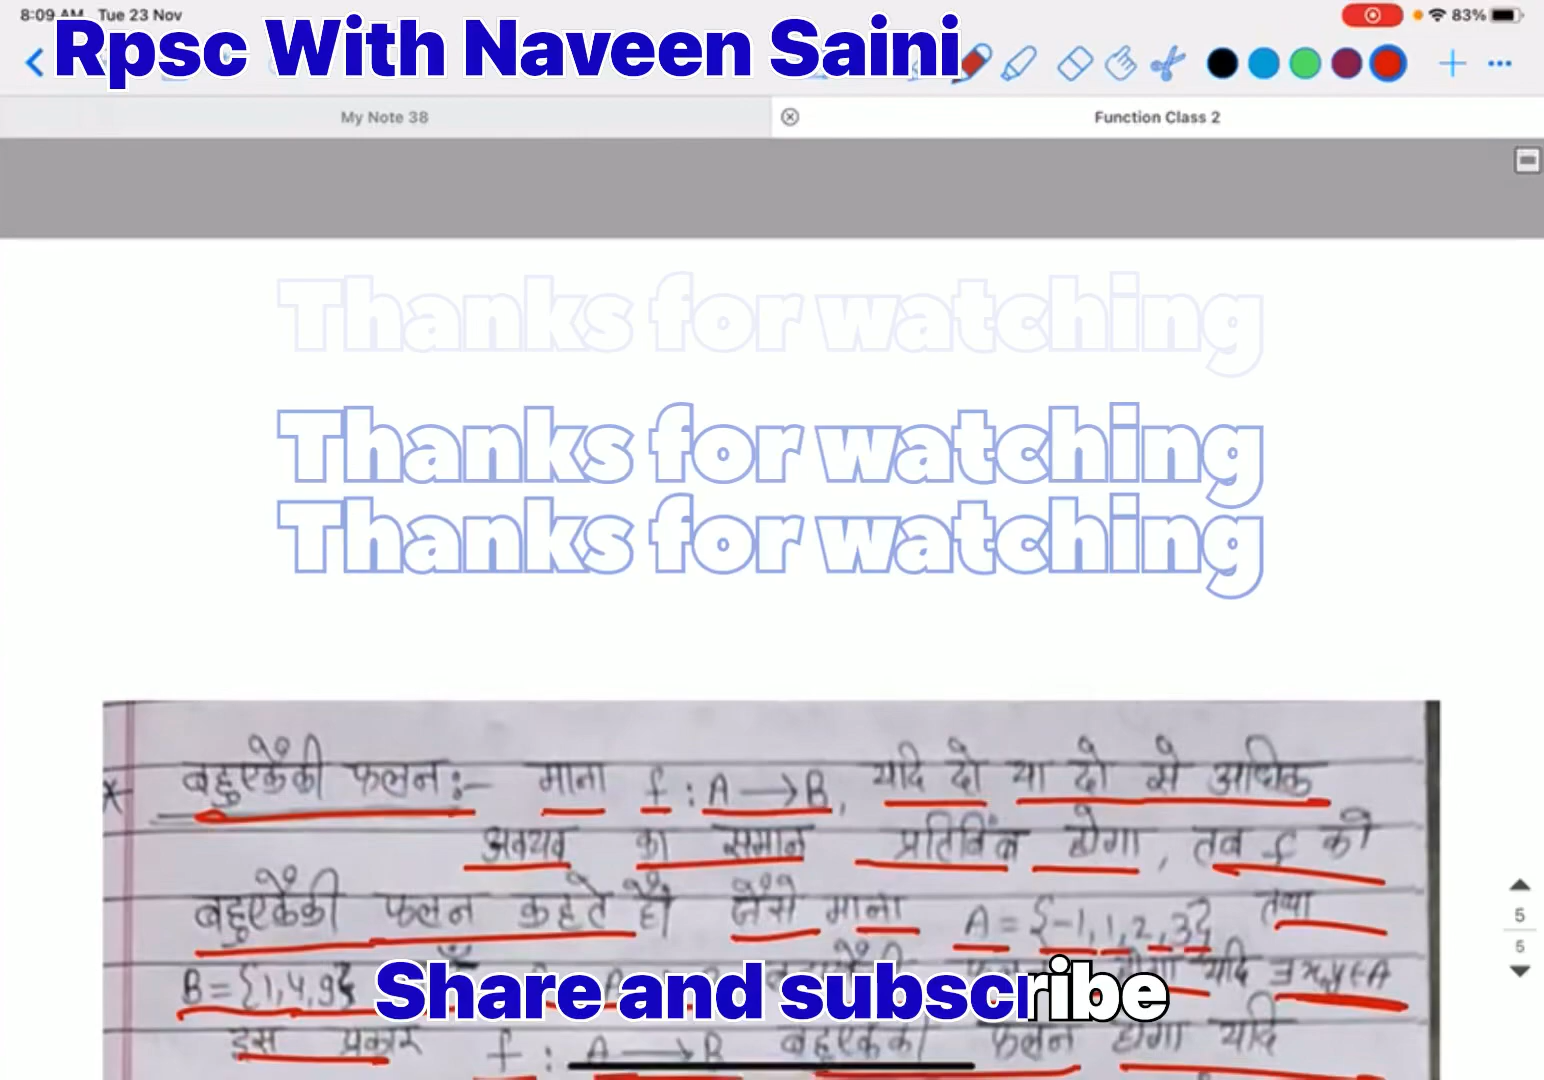 8:09 AM Tue 23 Nov
83%
Rpsc With Naveen Saini
My Note 38
Function Class 2
Thanks for watching
Thanks for watching
Thanks for watching
बहुएकैकी फलन:- माना f : A → B, यदि दो या दो से अधिक
अवयव का समान प्रतिबिंब होगा, तब f को
बहुएकैकी फलन कहते है। जैसे माना A = {-1, 1, 2, 3} तथा
B = {1, 4, 9} यदि ∃ x, y ∈ A
Share and subscribe
इस प्रकार f : A → B बहुएकैकी फलन होगा यदि
5
5